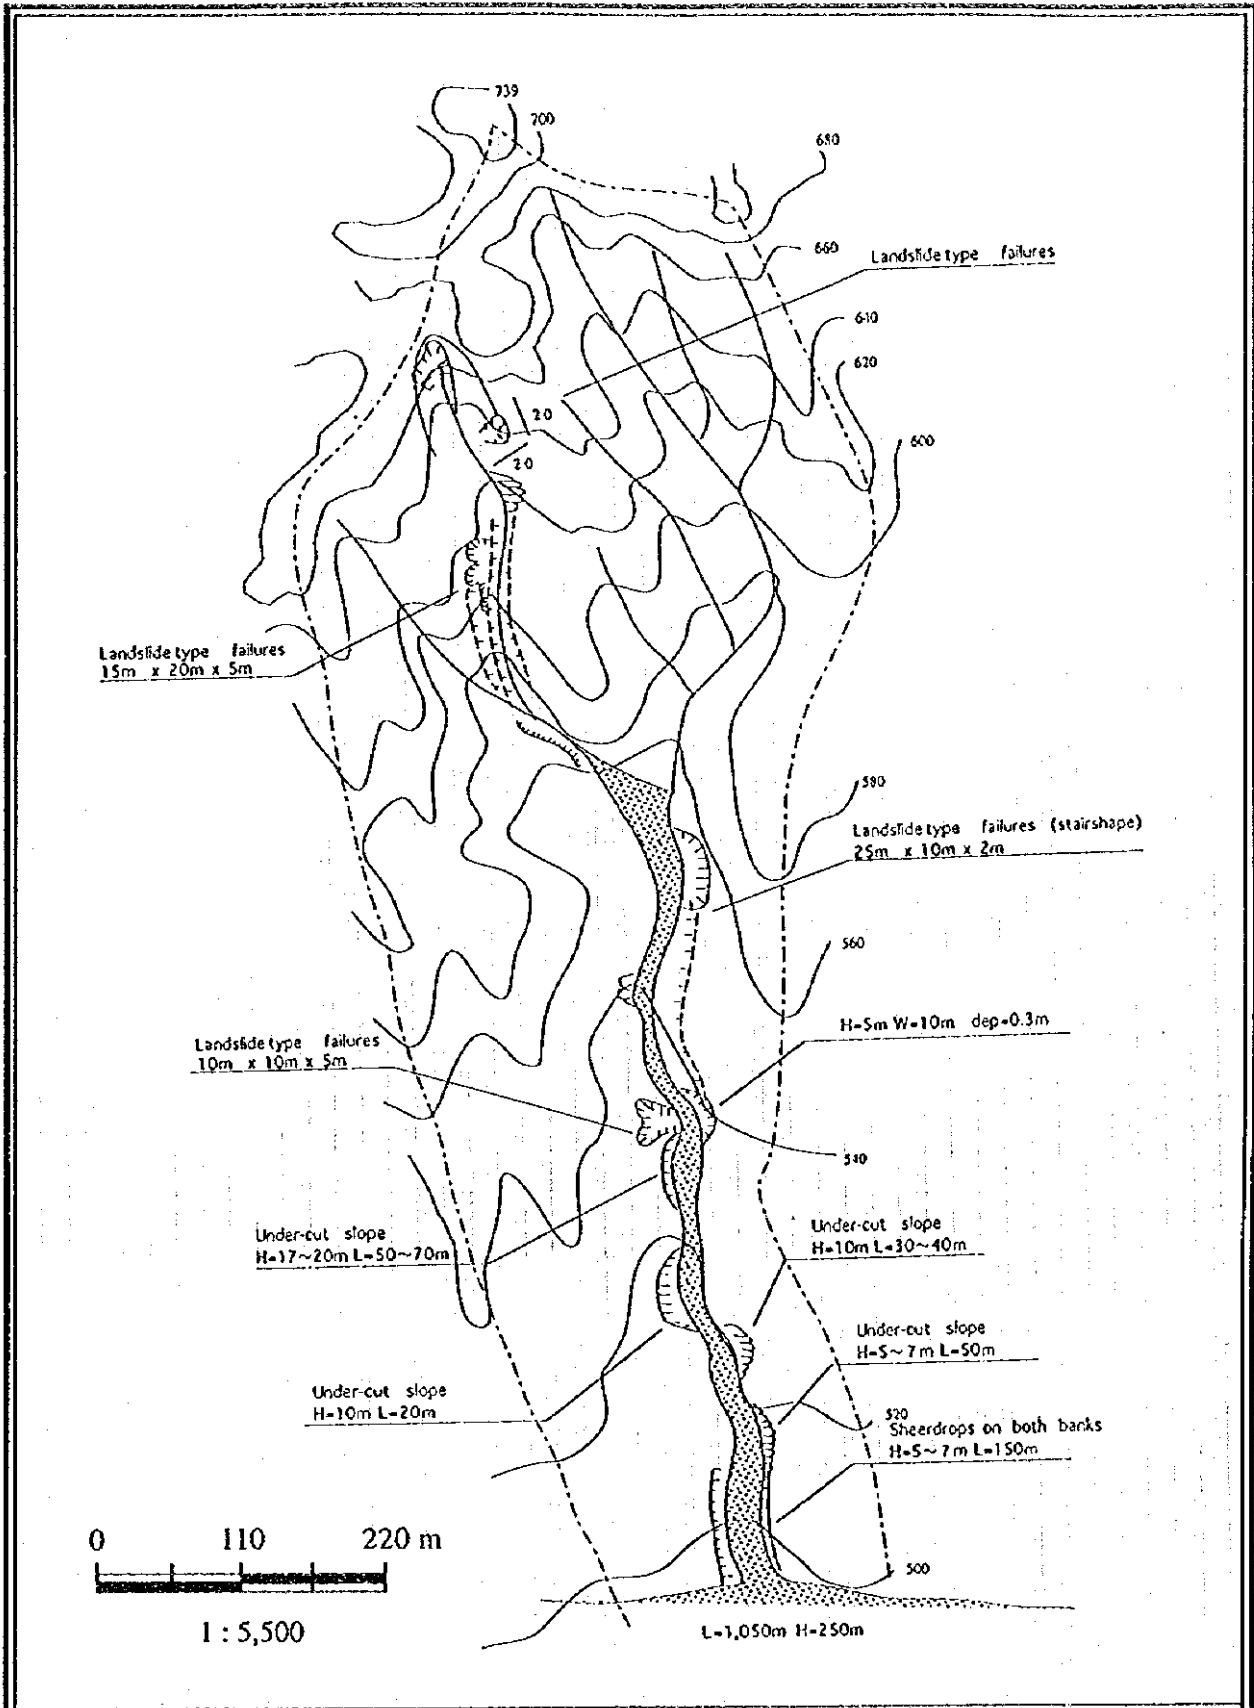 739
700
680
660
Landslide type failures
640
620
20
600
20
Landslide type failures
15m x 20m x 5m
580
Landslide type failures (stairshape)
25m x 10m x 2m
560
H=5m W=10m dep=0.3m
Landslide type failures
10m x 10m x 5m
540
Under-cut slope
H=17~20m L=50~70m
Under-cut slope
H=10m L=30~40m
Under-cut slope
H=5~7m L=50m
Under-cut slope
H=10m L=20m
520
Sheerdrops on both banks
H=5~7m L=150m
0 110 220 m
500
1 : 5,500
L=1,050m H=250m